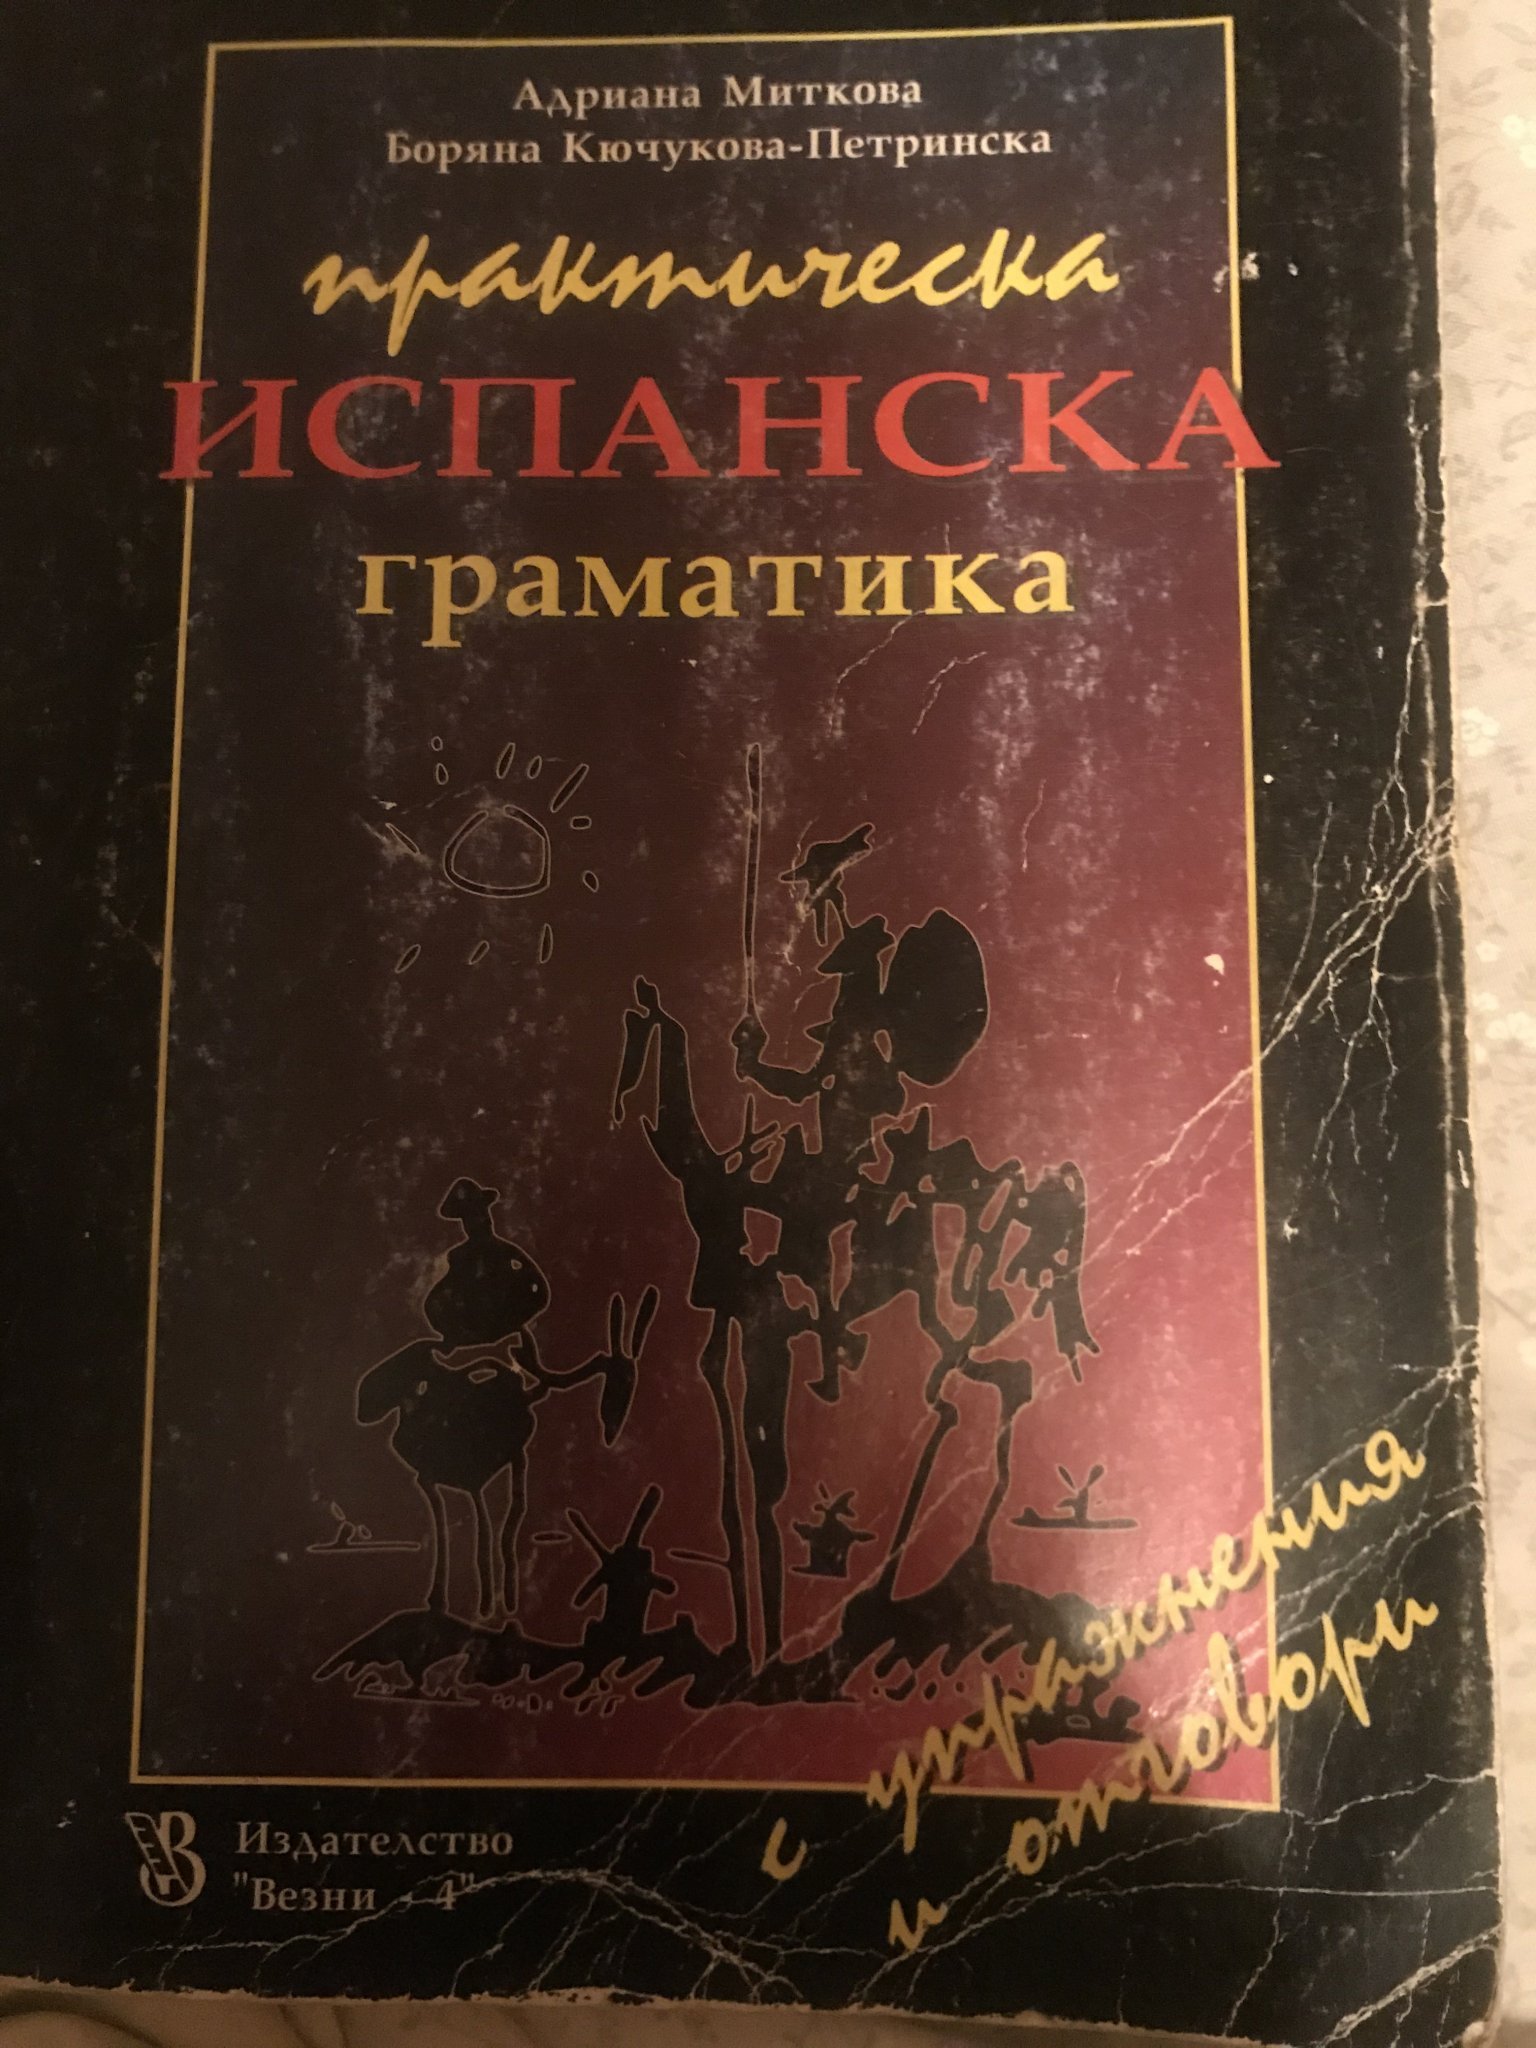 Адриана Миткова
Боряна Кючукова-Петринска
практическа
ИСПАНСКА
граматика
с упражнения
и отговори
Издателство
"Везни - 4"